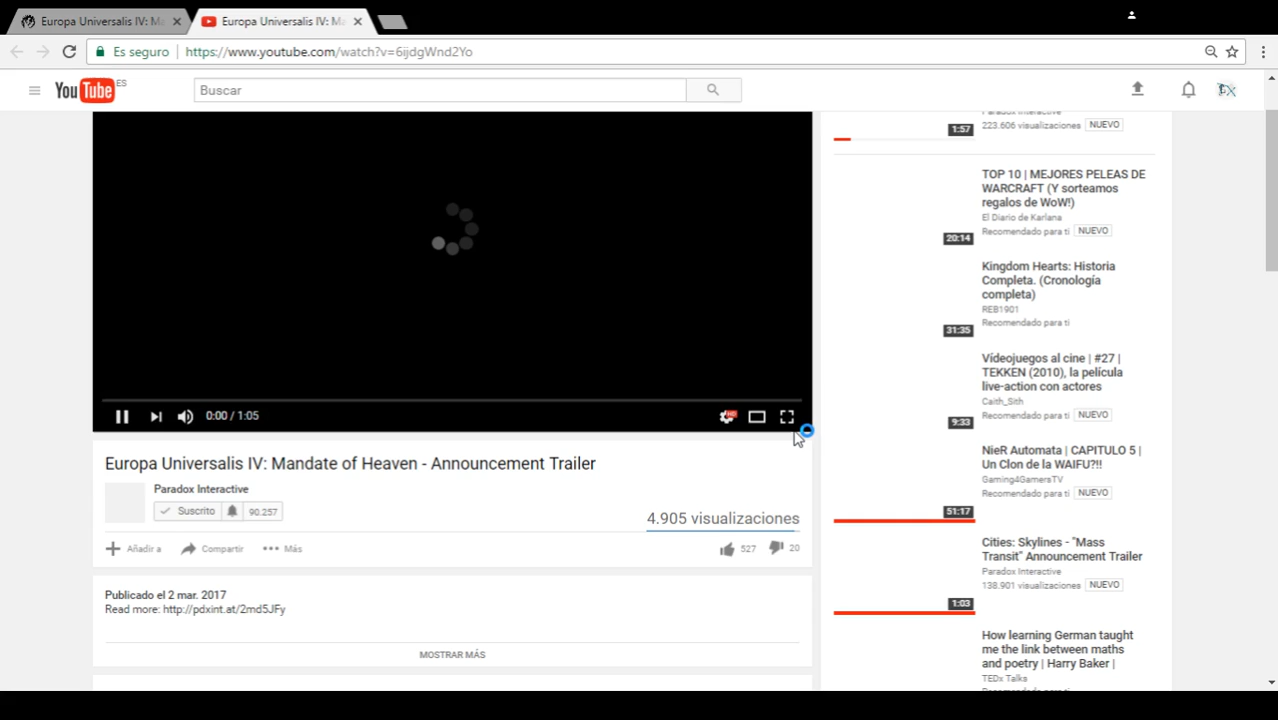 Europa Universalis IV: Ma
Europa Universalis IV: Ma
Es seguro
https://www.youtube.com/watch?v=6ijdgWnd2Yo
YouTube ES
Buscar
0:00 / 1:05
HD
Europa Universalis IV: Mandate of Heaven - Announcement Trailer
Paradox Interactive
Suscrito 90.257
4.905 visualizaciones
Añadir a Compartir Más
527 20
Publicado el 2 mar. 2017
Read more: http://pdxint.at/2md5JFy
MOSTRAR MÁS
Paradox Interactive
1:57
223.606 visualizaciones NUEVO
TOP 10 | MEJORES PELEAS DE
WARCRAFT (Y sorteamos
regalos de WoW!)
El Diario de Karlana
Recomendado para ti NUEVO
20:14
Kingdom Hearts: Historia
Completa. (Cronología
completa)
REB1901
Recomendado para ti
31:35
Vídeojuegos al cine | #27 |
TEKKEN (2010), la película
live-action con actores
Caith_Sith
Recomendado para ti NUEVO
9:33
NieR Automata | CAPITULO 5 |
Un Clon de la WAIFU?!!
Gaming4GameraTV
Recomendado para ti NUEVO
51:17
Cities: Skylines - "Mass
Transit" Announcement Trailer
Paradox Interactive
138.901 visualizaciones NUEVO
1:03
How learning German taught
me the link between maths
and poetry | Harry Baker |
TEDx Talks